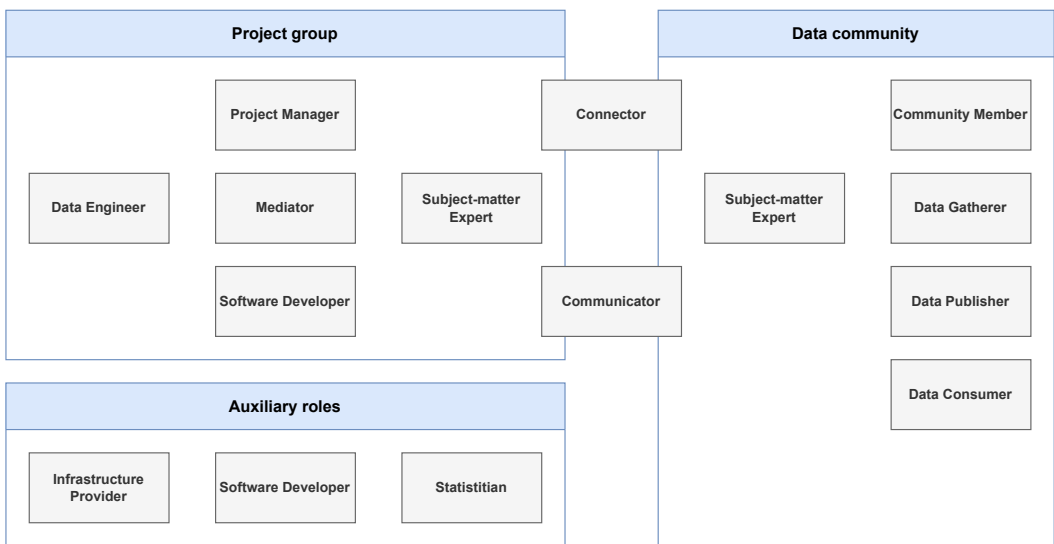 Project group
Data community
Project Manager
Connector
Community Member
Data Engineer
Mediator
Subject-matter
Expert
Subject-matter
Expert
Data Gatherer
Software Developer
Communicator
Data Publisher
Data Consumer
Auxiliary roles
Infrastructure
Provider
Software Developer
Statistitian